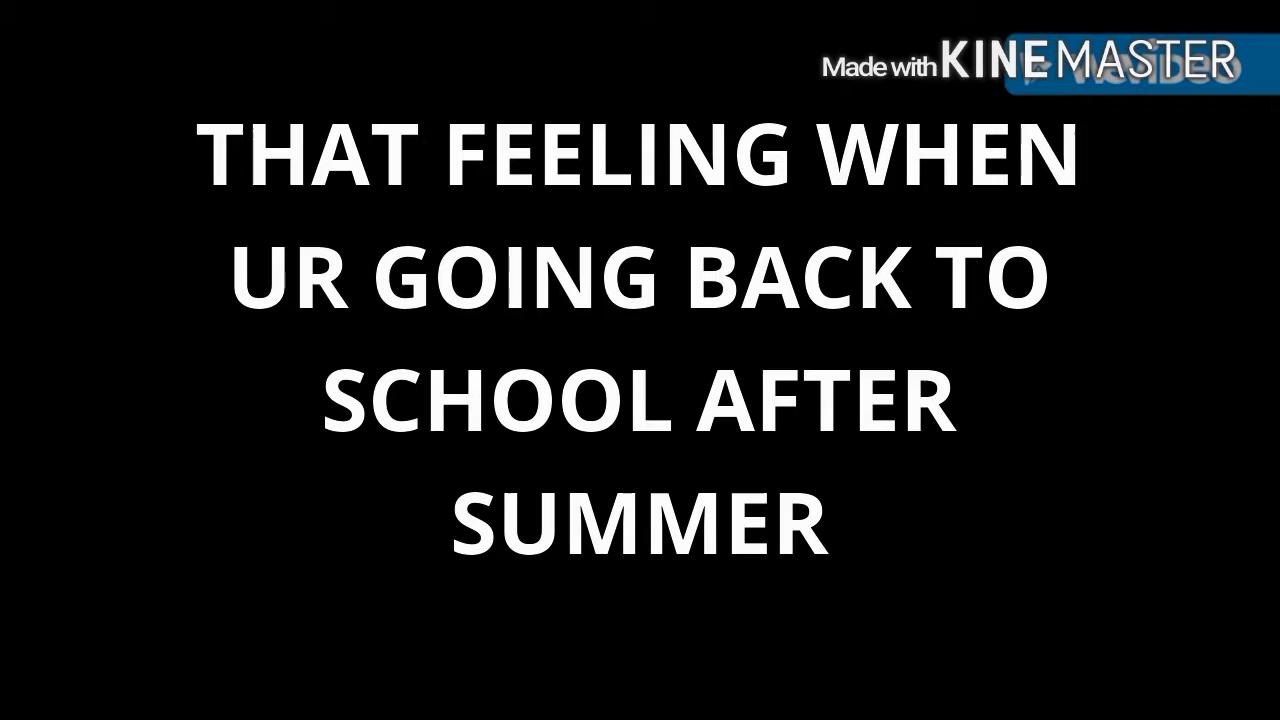 Made with KINEMASTER
THAT FEELING WHEN
UR GOING BACK TO
SCHOOL AFTER
SUMMER